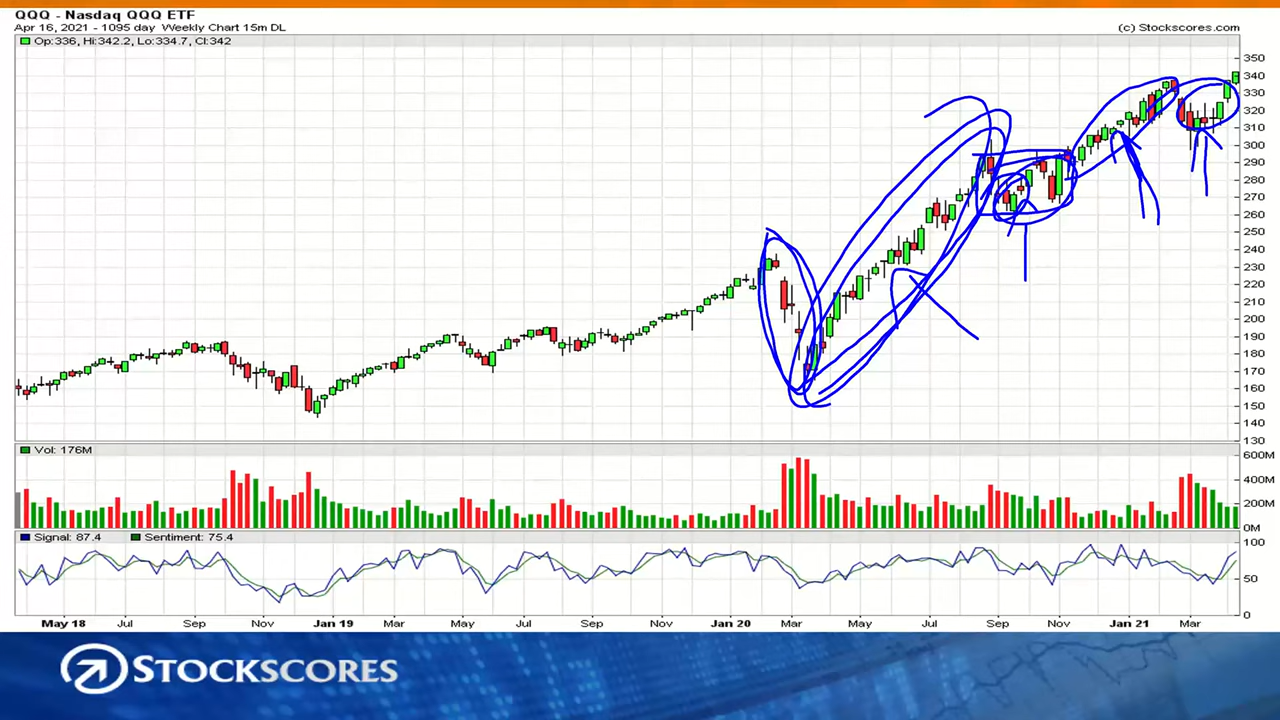 QQQ - Nasdaq QQQ ETF
Apr 16, 2021 - 1095 day Weekly Chart 15m DL
(c) Stockscores.com
Op:336, Hi:342.2, Lo:334.7, Cl:342
350
340
330
320
310
300
290
280
270
260
250
240
230
220
210
200
190
180
170
160
150
140
130
Vol: 176M
600M
400M
200M
0M
Signal: 87.4 Sentiment: 75.4
100
50
0
May 18 Jul Sep Nov Jan 19 Mar May Jul Sep Nov Jan 20 Mar May Jul Sep Nov Jan 21 Mar
STOCKSCORES